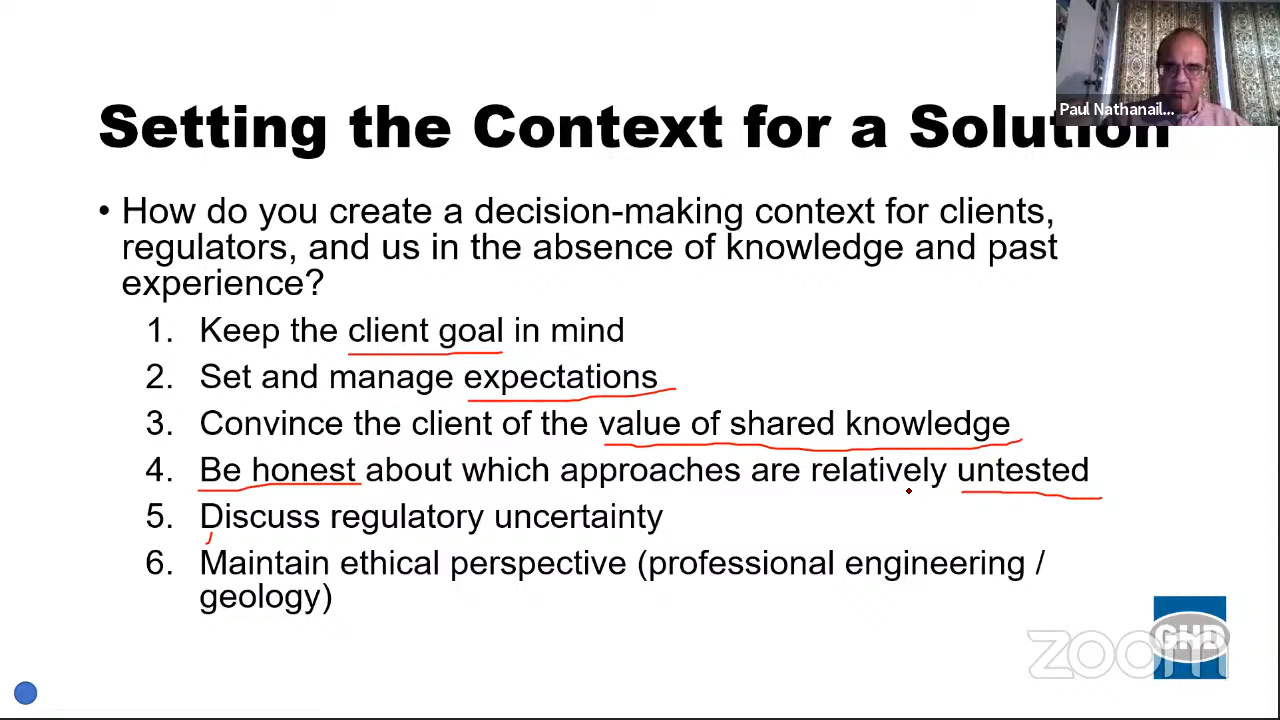 Paul Nathanail...
Setting the Context for a Solution
• How do you create a decision-making context for clients,
regulators, and us in the absence of knowledge and past
experience?
1. Keep the client goal in mind
2. Set and manage expectations
3. Convince the client of the value of shared knowledge
4. Be honest about which approaches are relatively untested
5. Discuss regulatory uncertainty
6. Maintain ethical perspective (professional engineering /
geology)
GHD
zoom